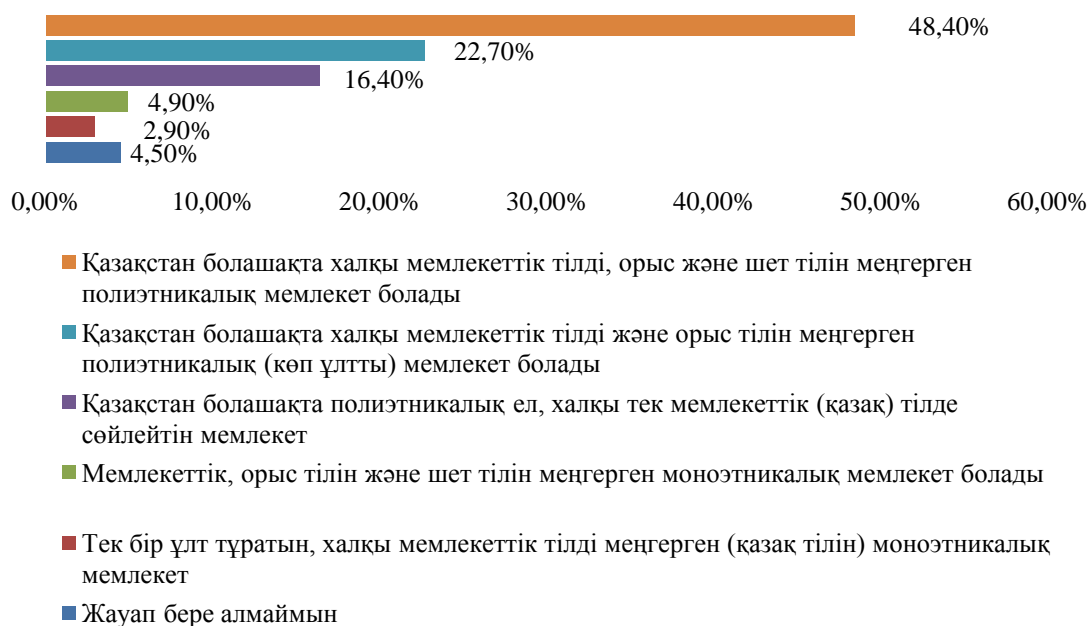 48,40%
22,70%
16,40%
4,90%
2,90%
4,50%
0,00% 10,00% 20,00% 30,00% 40,00% 50,00% 60,00%
Қазақстан болашақта халқы мемлекеттік тілді, орыс және шет тілін меңгерген
полиэтникалық мемлекет болады
Қазақстан болашақта халқы мемлекеттік тілді және орыс тілін меңгерген
полиэтникалық (көп ұлтты) мемлекет болады
Қазақстан болашақта полиэтникалық ел, халқы тек мемлекеттік (қазақ) тілде
сөйлейтін мемлекет
Мемлекеттік, орыс тілін және шет тілін меңгерген моноэтникалық мемлекет болады
Тек бір ұлт тұратын, халқы мемлекеттік тілді меңгерген (қазақ тілін) моноэтникалық
мемлекет
Жауап бере алмаймын